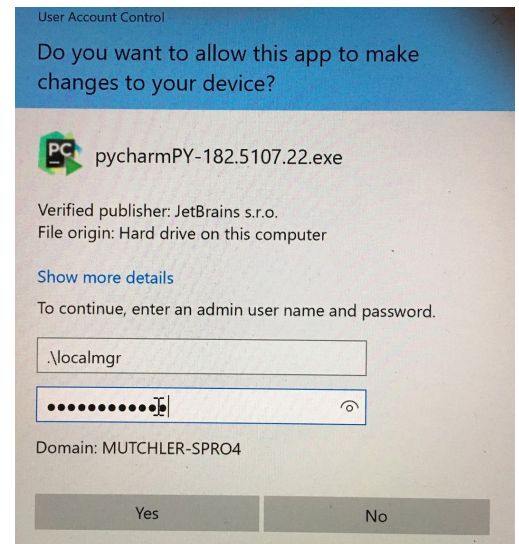 User Account Control
Do you want to allow this app to make
changes to your device?
PC
pycharmPY-182.5107.22.exe
Verified publisher: JetBrains s.r.o.
File origin: Hard drive on this computer
Show more details
To continue, enter an admin user name and password.
.\localmgr
Domain: MUTCHLER-SPRO4
Yes
No